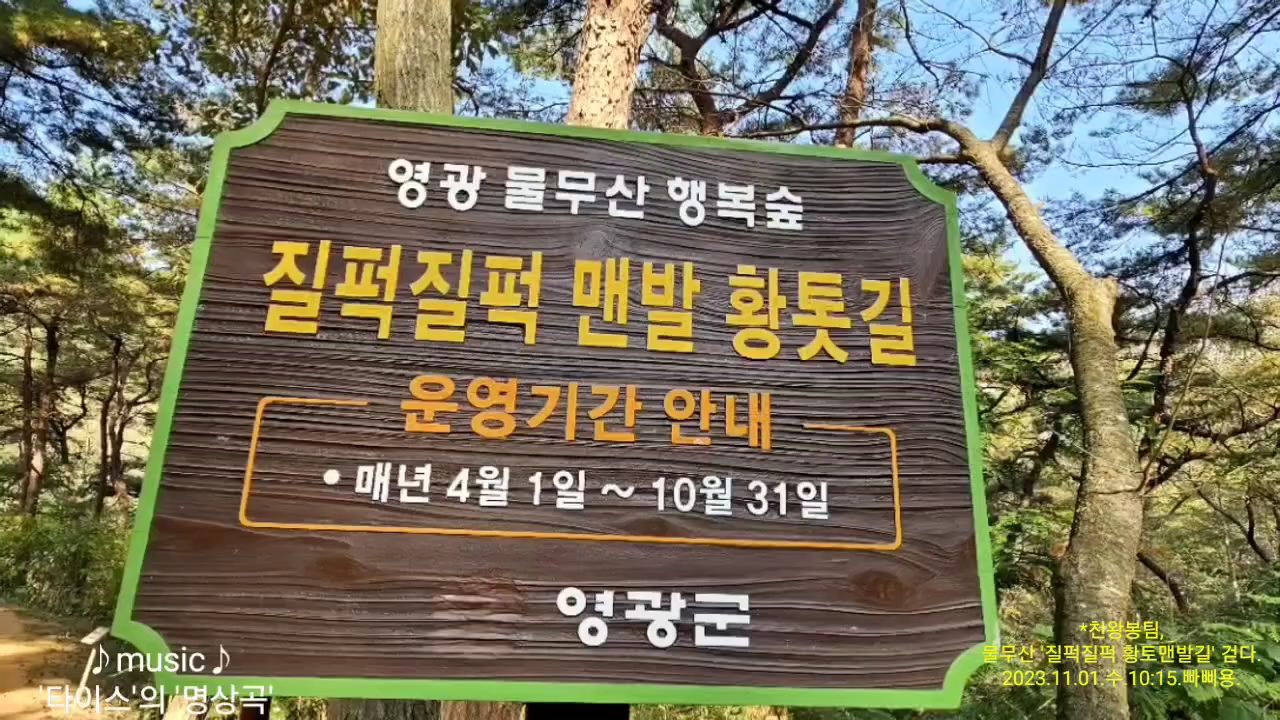 영광 물무산 행복숲
질퍽질퍽 맨발 황톳길
운영기간 안내
• 매년 4월 1일 ~ 10월 31일
영광군
♪music♪
'타이스'의 '명상곡'
*천왕봉팀,
물무산 '질퍽질퍽 황토맨발길' 걷다.
2023.11.01 수 10:15.빠삐용.